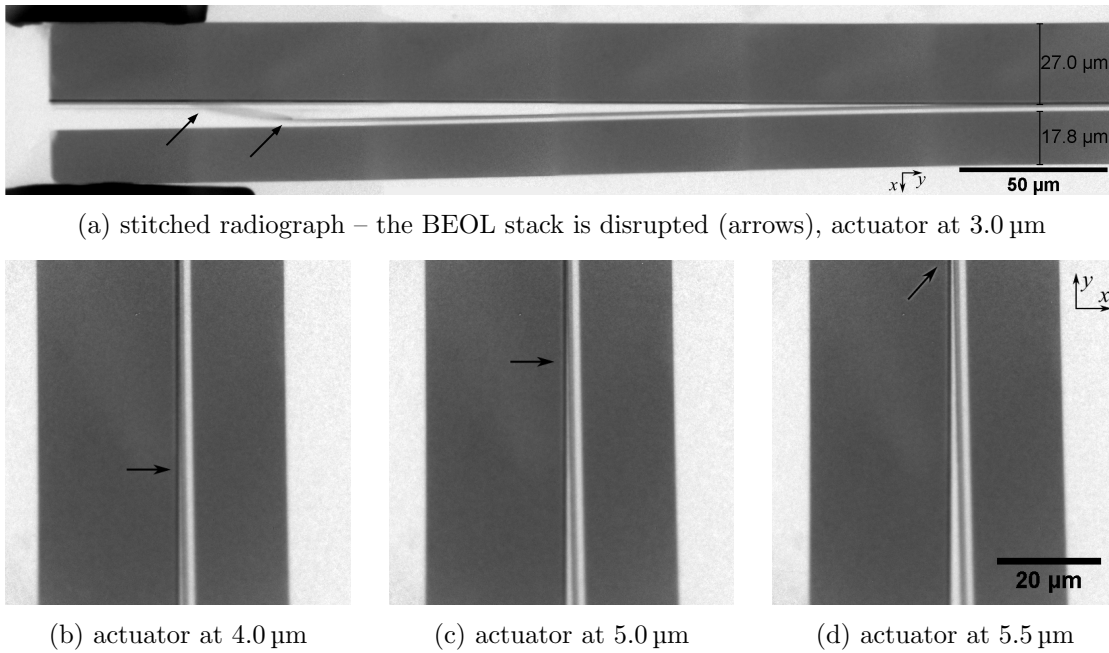 27.0 µm
17.8 µm
x y
50 µm
(a) stitched radiograph – the BEOL stack is disrupted (arrows), actuator at 3.0 µm
y
x
20 µm
(b) actuator at 4.0 µm
(c) actuator at 5.0 µm
(d) actuator at 5.5 µm